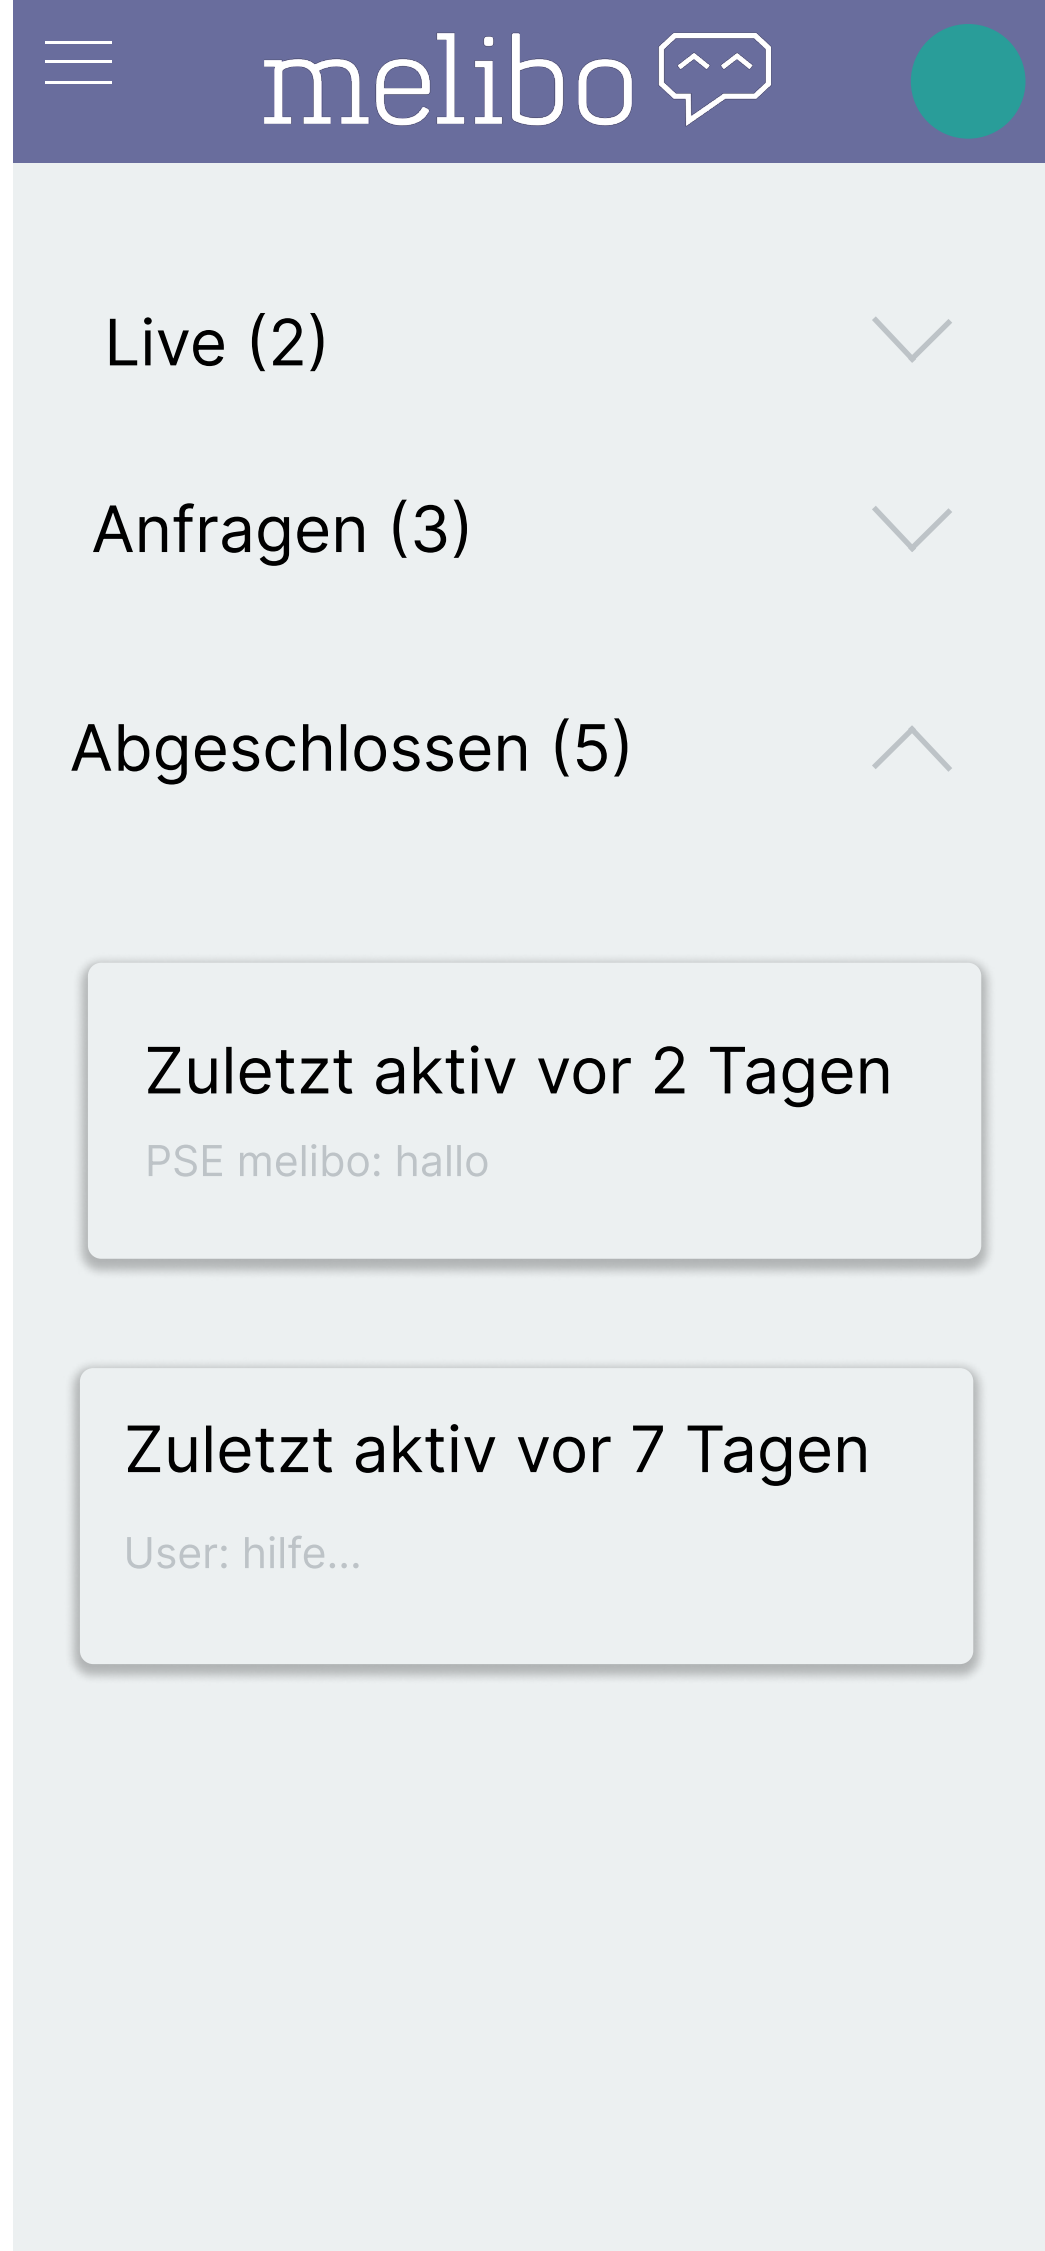 melibo
Live (2)
Anfragen (3)
Abgeschlossen (5)
Zuletzt aktiv vor 2 Tagen
PSE melibo: hallo
Zuletzt aktiv vor 7 Tagen
User: hilfe...